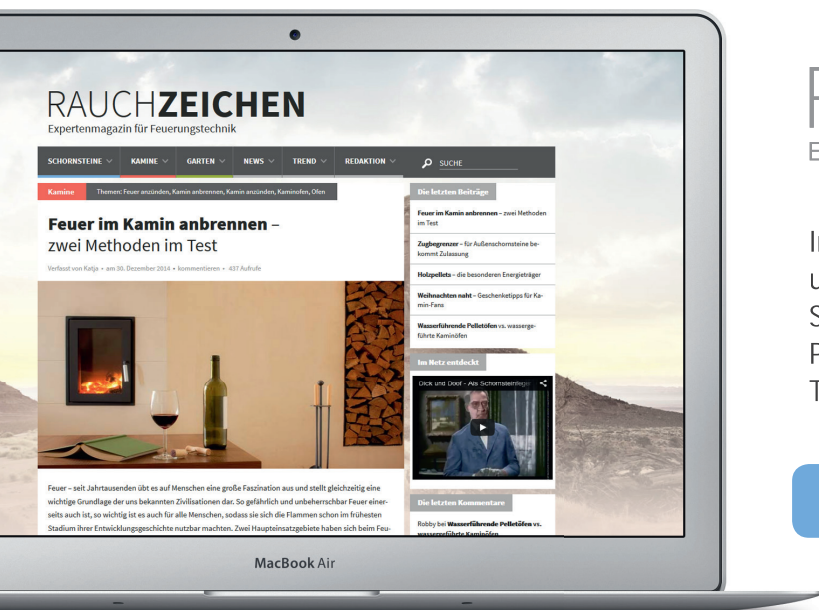 RAUCHZEICHEN
Expertenmagazin für Feuerungstechnik
SCHORNSTEINE
KAMINE
GARTEN
NEWS
TREND
REDAKTION
SUCHE
Kamine
Themen: Feuer anzünden, Kamin anbrennen, Kamin anzünden, Kaminofen, Ofen
Feuer im Kamin anbrennen –
zwei Methoden im Test
Verfasst von Katja • am 30. Dezember 2014 • kommentieren • 437 Aufrufe
Feuer – seit Jahrtausenden übt es auf Menschen eine große Faszination aus und stellt gleichzeitig eine
wichtige Grundlage der uns bekannten Zivilisationen dar. So gefährlich und unbeherrschbar Feuer einer-
seits auch ist, so wichtig ist es auch für alle Menschen, sodass sie sich die Flammen schon im frühesten
Stadium ihrer Entwicklungsgeschichte nutzbar machten. Zwei Haupteinsatzgebiete haben sich beim Feu-
Die letzten Beiträge
Feuer im Kamin anbrennen – zwei Methoden
im Test
Zugbegrenzer – für Außenschornsteine be-
kommt Zulassung
Holzpellets – die besonderen Energieträger
Weihnachten naht – Geschenketipps für Ka-
min-Fans
Wasserführende Pelletöfen vs. wasserge-
führte Kaminöfen
Im Netz entdeckt
Dick und Doof - Als Schornsteinfeger
Die letzten Kommentare
Robby bei Wasserführende Pelletöfen vs.
wassergeführte Kaminöfen
MacBook Air